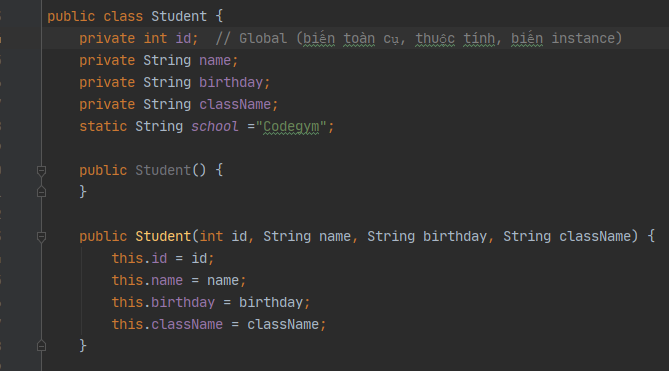 public class Student {
private int id;  // Global (biến toàn cụ, thuộc tính, biến instance)
private String name;
private String birthday;
private String className;
static String school ="Codegym";
public Student() {
}
public Student(int id, String name, String birthday, String className) {
this.id = id;
this.name = name;
this.birthday = birthday;
this.className = className;
}